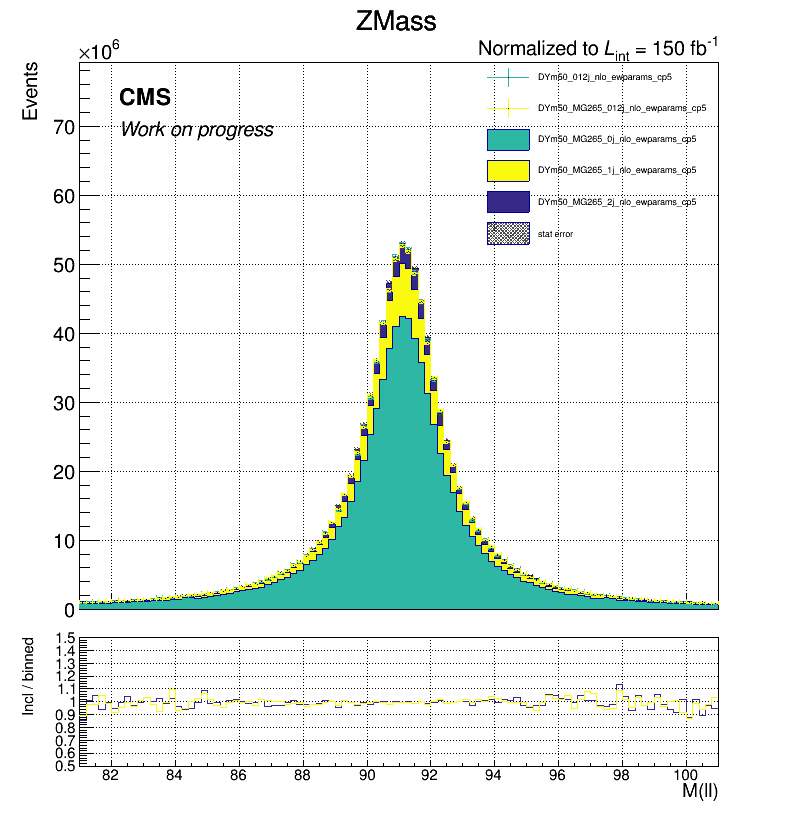 ZMass
×10⁶
Normalized to L_int = 150 fb⁻¹
Events
CMS
Work on progress
DYm50_012j_nlo_ewparams_cp5
DYm50_MG265_012j_nlo_ewparams_cp5
DYm50_MG265_0j_nlo_ewparams_cp5
DYm50_MG265_1j_nlo_ewparams_cp5
DYm50_MG265_2j_nlo_ewparams_cp5
stat error
70
60
50
40
30
20
10
0
Incl / binned
1.5
1.4
1.3
1.2
1.1
1
0.9
0.8
0.7
0.6
0.5
82 84 86 88 90 92 94 96 98 100
M(ll)